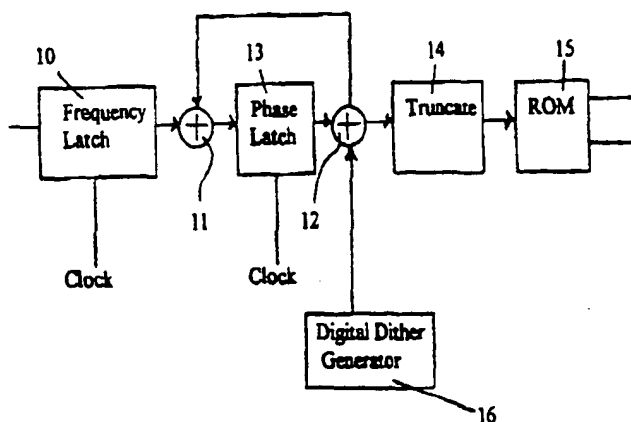 10
13
14
15
Frequency
Latch
Phase
Latch
Truncate
ROM
11
12
Clock
Clock
Digital Dither
Generator
16